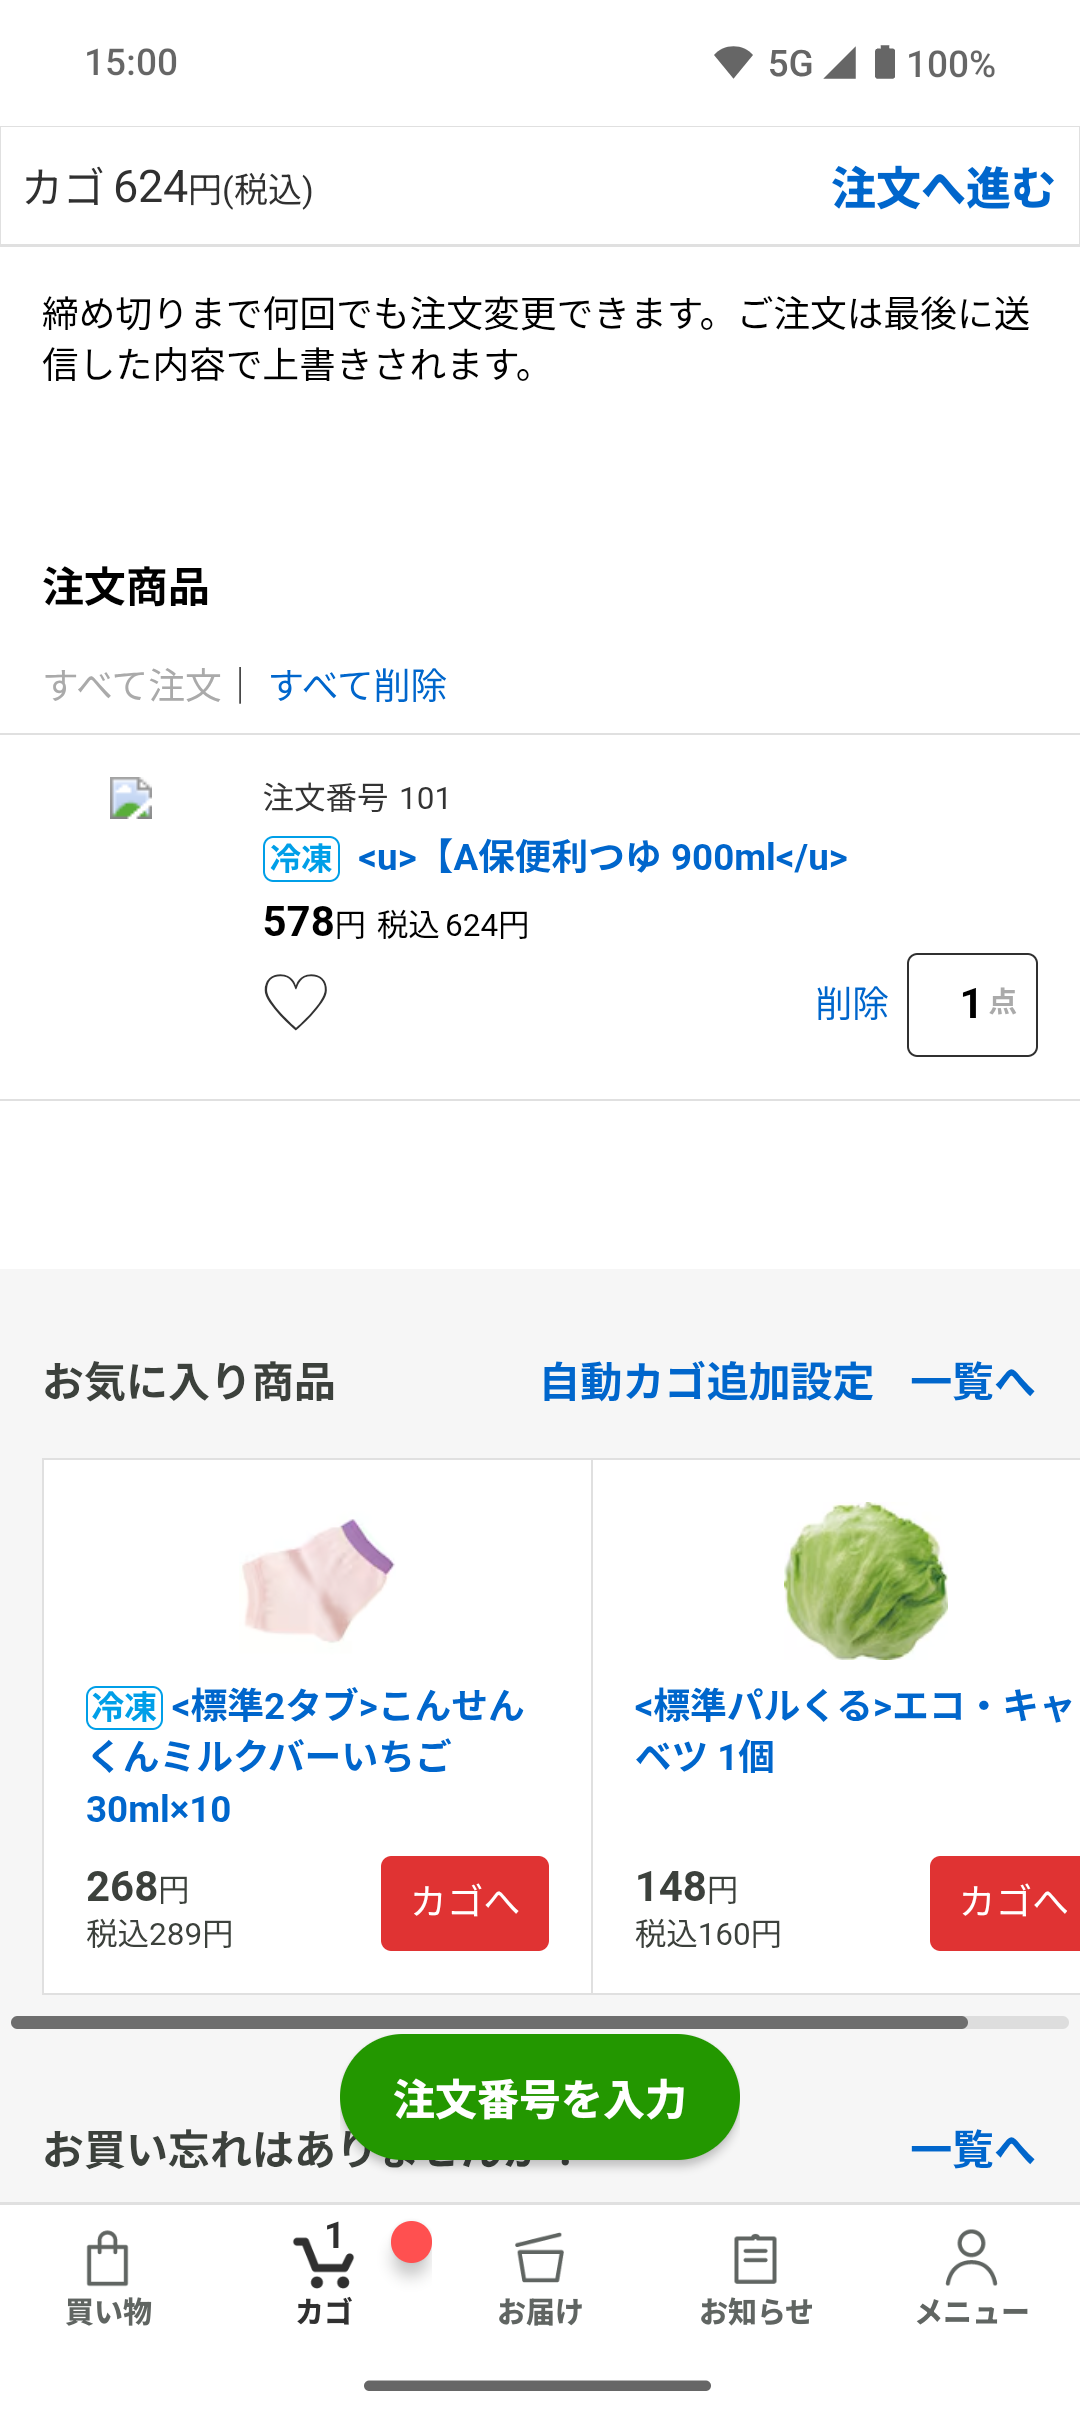 15:00
5G 100%
カゴ 624円(税込)
注文へ進む
締め切りまで何回でも注文変更できます。ご注文は最後に送
信した内容で上書きされます。
注文商品
すべて注文 | すべて削除
注文番号 101
冷凍 <u>【A保便利つゆ 900ml</u>
578円 税込 624円
削除 1 点
お気に入り商品
自動カゴ追加設定 一覧へ
冷凍 <標準2タブ>こんせん
くんミルクバーいちご
30ml×10
268円
税込289円
カゴへ
<標準パルくる>エコ・キャ
ベツ 1個
148円
税込160円
カゴへ
注文番号を入力
お買い忘れはあり
一覧へ
買い物
1
カゴ
お届け
お知らせ
メニュー